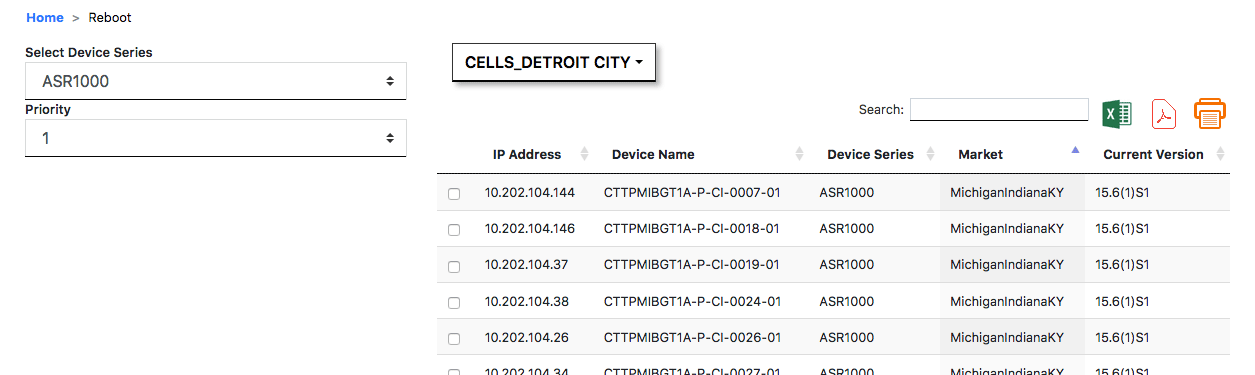 Home > Reboot
Select Device Series
ASR1000
Priority
1
CELLS_DETROIT CITY
Search:
IP Address Device Name Device Series Market Current Version
10.202.104.144 CTTPMIBGT1A-P-CI-0007-01 ASR1000 MichiganIndianaKY 15.6(1)S1
10.202.104.146 CTTPMIBGT1A-P-CI-0018-01 ASR1000 MichiganIndianaKY 15.6(1)S1
10.202.104.37 CTTPMIBGT1A-P-CI-0019-01 ASR1000 MichiganIndianaKY 15.6(1)S1
10.202.104.38 CTTPMIBGT1A-P-CI-0024-01 ASR1000 MichiganIndianaKY 15.6(1)S1
10.202.104.26 CTTPMIBGT1A-P-CI-0026-01 ASR1000 MichiganIndianaKY 15.6(1)S1
10.202.104.34 CTTPMIBGT1A-P-CI-0027-01 ASR1000 MichiganIndianaKY 15.6(1)S1